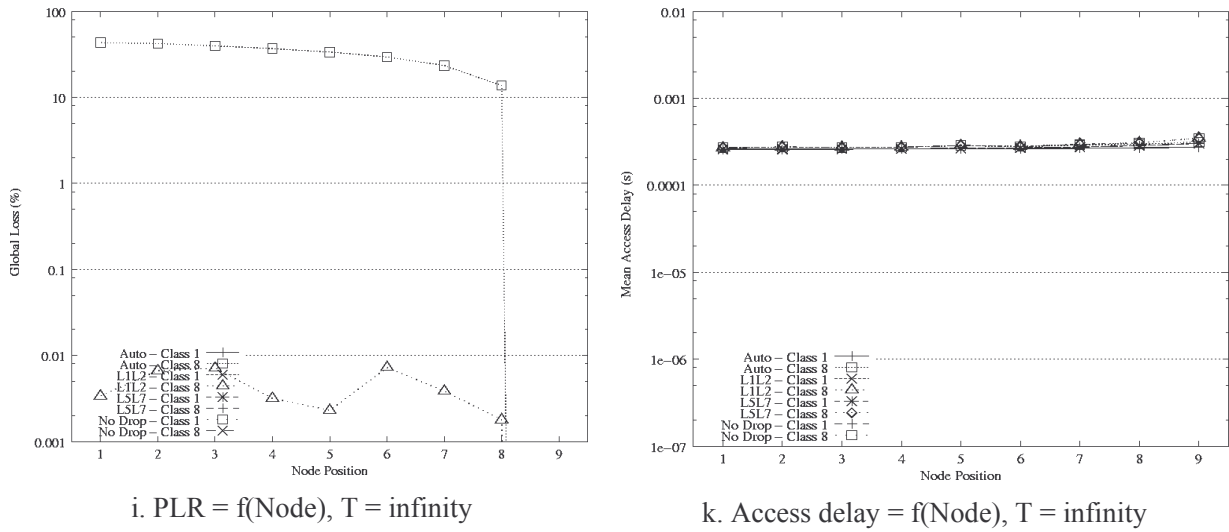 100
10
1
0.1
0.01
0.001
Global Loss (%)
Auto – Class 1
Auto – Class 8
L1L2 – Class 1
L1L2 – Class 8
L5L7 – Class 1
L5L7 – Class 8
No Drop – Class 1
No Drop – Class 8
1 2 3 4 5 6 7 8 9
Node Position
i. PLR = f(Node), T = infinity
0.01
0.001
0.0001
1e–05
1e–06
1e–07
Mean Access Delay (s)
Auto – Class 1
Auto – Class 8
L1L2 – Class 1
L1L2 – Class 8
L5L7 – Class 1
L5L7 – Class 8
No Drop – Class 1
No Drop – Class 8
1 2 3 4 5 6 7 8 9
Node Position
k. Access delay = f(Node), T = infinity